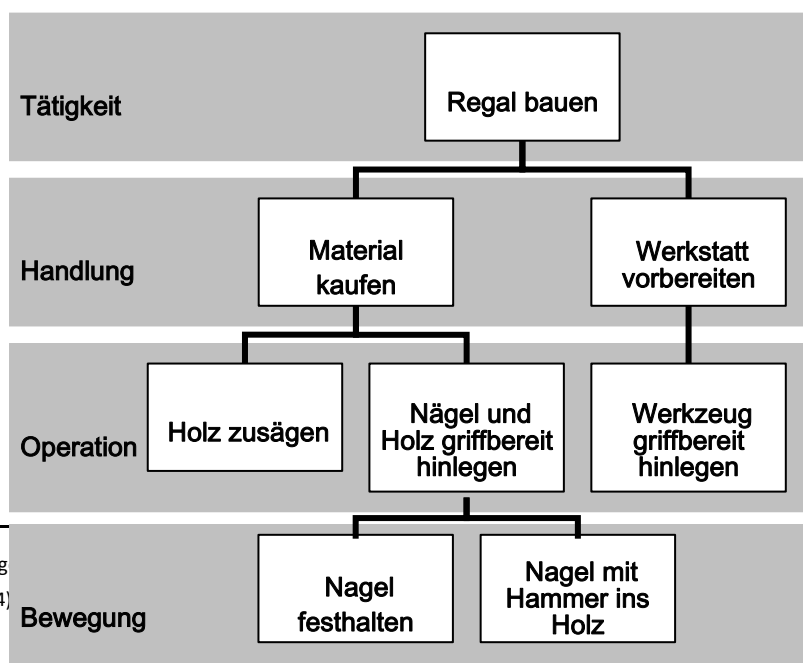 Tätigkeit
Regal bauen
Handlung
Material
kaufen
Werkstatt
vorbereiten
Operation
Holz zusägen
Nägel und
Holz griffbereit
hinlegen
Werkzeug
griffbereit
hinlegen
g
4)
Bewegung
Nagel
festhalten
Nagel mit
Hammer ins
Holz